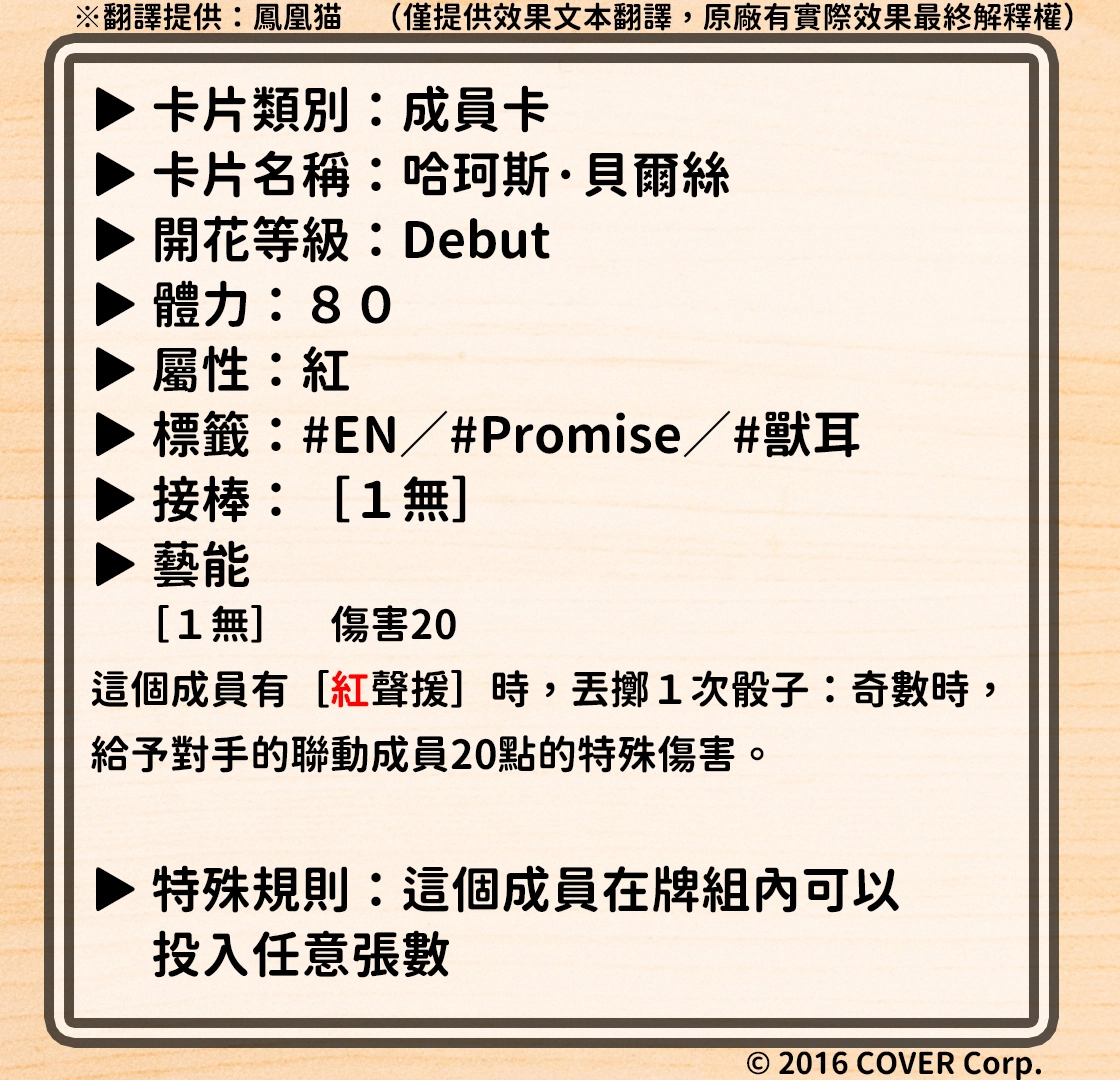 ※翻譯提供：鳳凰猫　（僅提供效果文本翻譯，原廠有實際效果最終解釋權）
▶ 卡片類別：成員卡
▶ 卡片名稱：哈珂斯·貝爾絲
▶ 開花等級：Debut
▶ 體力：８０
▶ 屬性：紅
▶ 標籤：#EN／#Promise／#獸耳
▶ 接棒：［１無］
▶ 藝能
［１無］　傷害20
這個成員有［紅聲援］時，丟擲１次骰子：奇數時，
給予對手的聯動成員20點的特殊傷害。
▶ 特殊規則：這個成員在牌組內可以
投入任意張數
© 2016 COVER Corp.